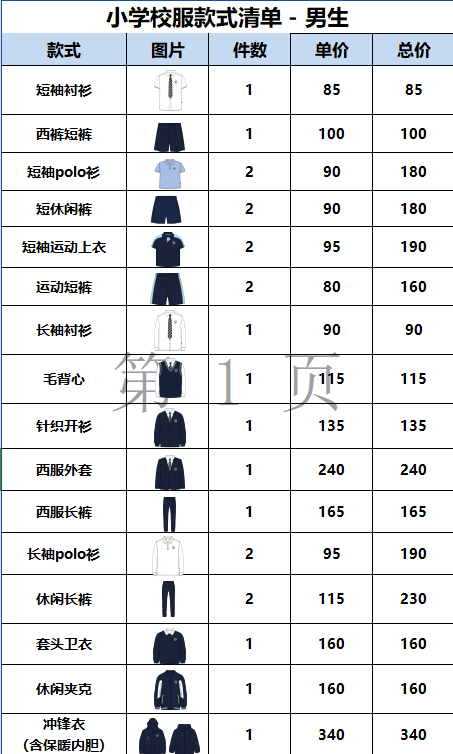 小学校服款式清单 - 男生
款式 图片 件数 单价 总价
短袖衬衫 1 85 85
西裤短裤 1 100 100
短袖polo衫 2 90 180
短休闲裤 2 90 180
短袖运动上衣 2 95 190
运动短裤 2 80 160
长袖衬衫 1 90 90
毛背心 1 115 115
第 1 页
针织开衫 1 135 135
西服外套 1 240 240
西服长裤 1 165 165
长袖polo衫 2 95 190
休闲长裤 2 115 230
套头卫衣 1 160 160
休闲夹克 1 160 160
冲锋衣
(含保暖内胆) 1 340 340